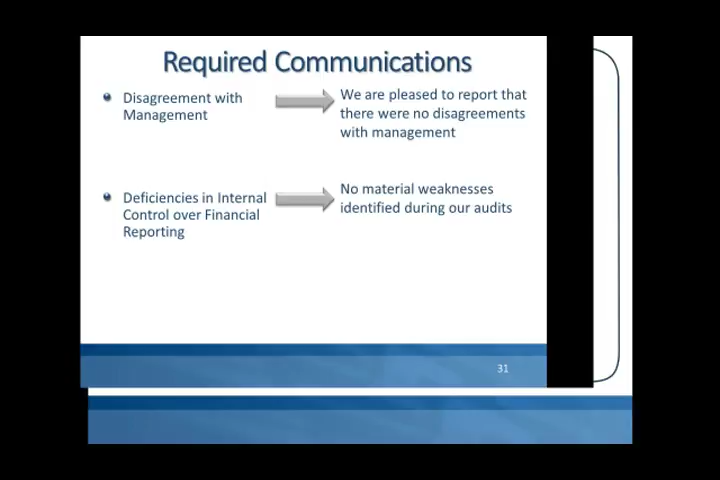 Required Communications
Disagreement with
Management
We are pleased to report that
there were no disagreements
with management
Deficiencies in Internal
Control over Financial
Reporting
No material weaknesses
identified during our audits
31